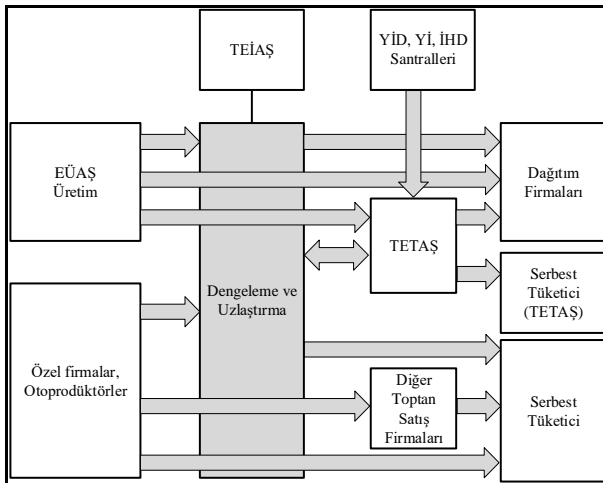 TEİAŞ
YİD, Yİ, İHD
Santralleri
EÜAŞ
Üretim
Dağıtım
Firmaları
TETAŞ
Dengeleme ve
Uzlaştırma
Serbest
Tüketici
(TETAŞ)
Özel firmalar,
Otoprodüktörler
Diğer
Toptan
Satış
Firmaları
Serbest
Tüketici